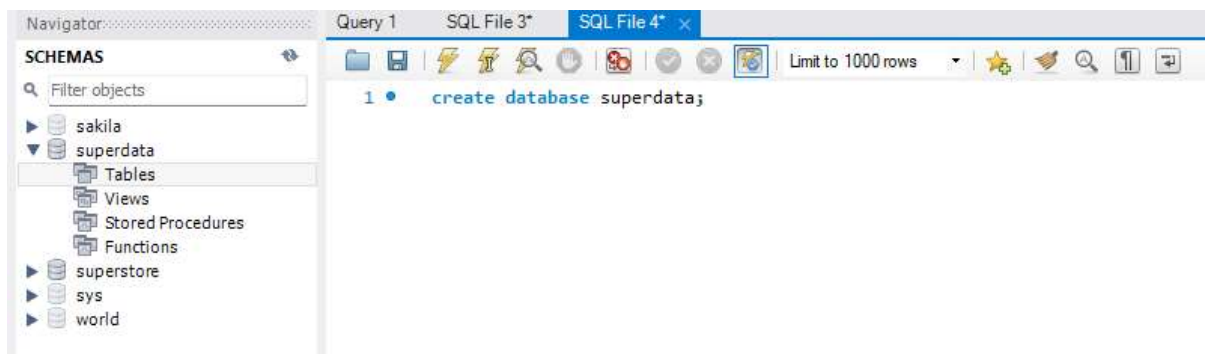 Navigator
SCHEMAS
Filter objects
sakila
superdata
Tables
Views
Stored Procedures
Functions
superstore
sys
world
Query 1 SQL File 3* SQL File 4* ×
Limit to 1000 rows
1 create database superdata;